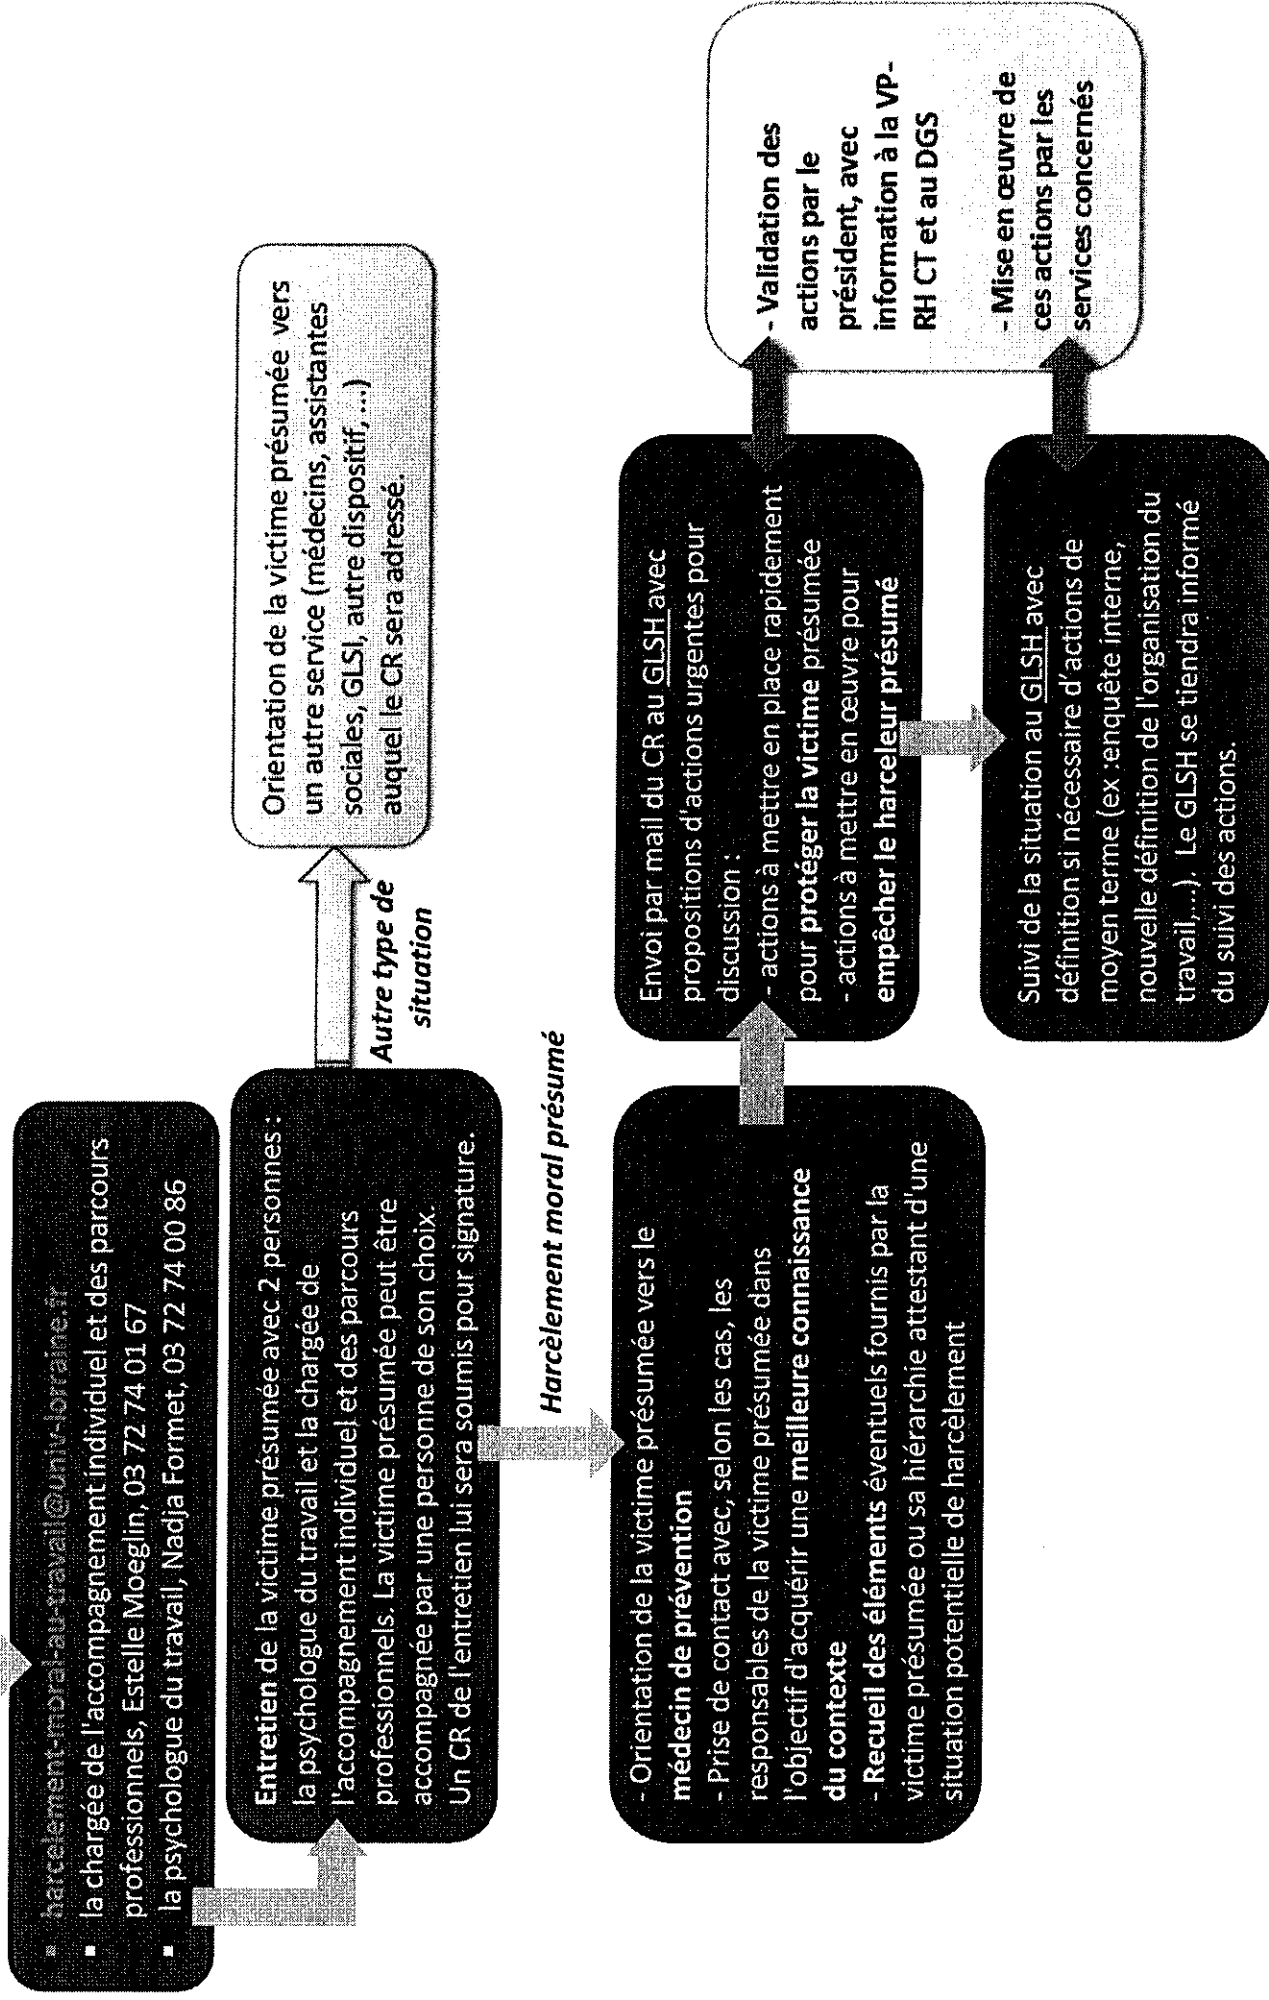 ▪ harcelement-moral-au-travail@univ-lorraine.fr
▪ la chargée de l'accompagnement individuel et des parcours
professionnels, Estelle Moeglin, 03 72 74 01 67
▪ la psychologue du travail, Nadja Formet, 03 72 74 00 86
Entretien de la victime présumée avec 2 personnes :
la psychologue du travail et la chargée de
l'accompagnement individuel et des parcours
professionnels. La victime présumée peut être
accompagnée par une personne de son choix.
Un CR de l'entretien lui sera soumis pour signature.
Autre type de
situation
Orientation de la victime présumée vers
un autre service (médecins, assistantes
sociales, GLSI, autre dispositif, ...)
auquel le CR sera adressé.
Harcèlement moral présumé
- Orientation de la victime présumée vers le
médecin de prévention
- Prise de contact avec, selon les cas, les
responsables de la victime présumée dans
l'objectif d'acquérir une meilleure connaissance
du contexte
- Recueil des éléments éventuels fournis par la
victime présumée ou sa hiérarchie attestant d'une
situation potentielle de harcèlement
Envoi par mail du CR au GLSH avec
propositions d'actions urgentes pour
discussion :
- actions à mettre en place rapidement
pour protéger la victime présumée
- actions à mettre en œuvre pour
empêcher le harceleur présumé
Suivi de la situation au GLSH avec
définition si nécessaire d'actions de
moyen terme (ex :enquête interne,
nouvelle définition de l'organisation du
travail,...). Le GLSH se tiendra informé
du suivi des actions.
- Validation des
actions par le
président, avec
information à la VP-
RH CT et au DGS
- Mise en œuvre de
ces actions par les
services concernés